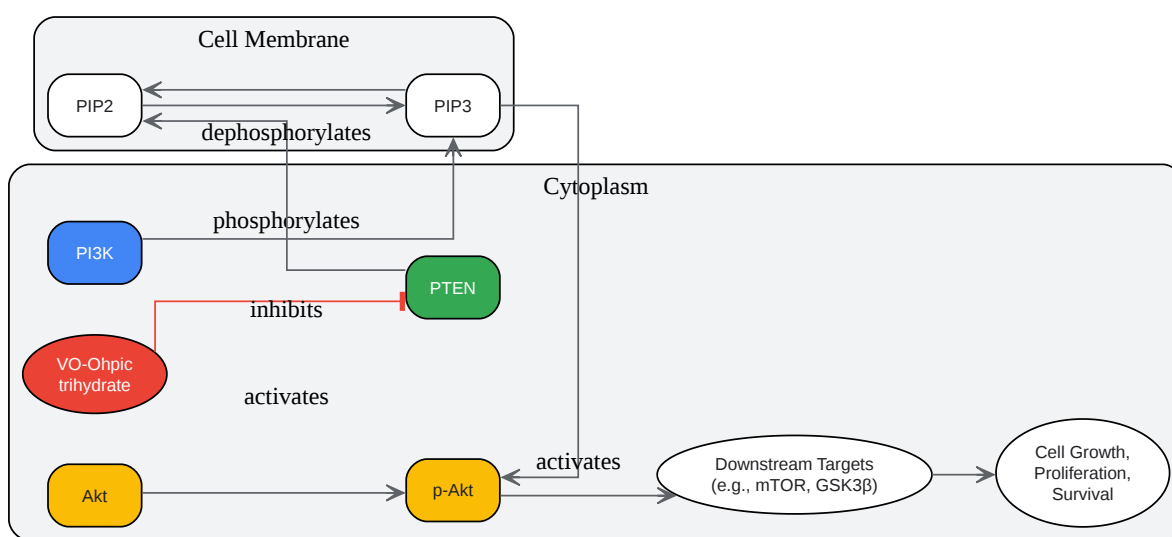 Cell Membrane
PIP2
PIP3
dephosphorylates
Cytoplasm
phosphorylates
PI3K
PTEN
inhibits
VO-Ohpic
trihydrate
activates
Akt
p-Akt
activates
Downstream Targets
(e.g., mTOR, GSK3β)
Cell Growth,
Proliferation,
Survival